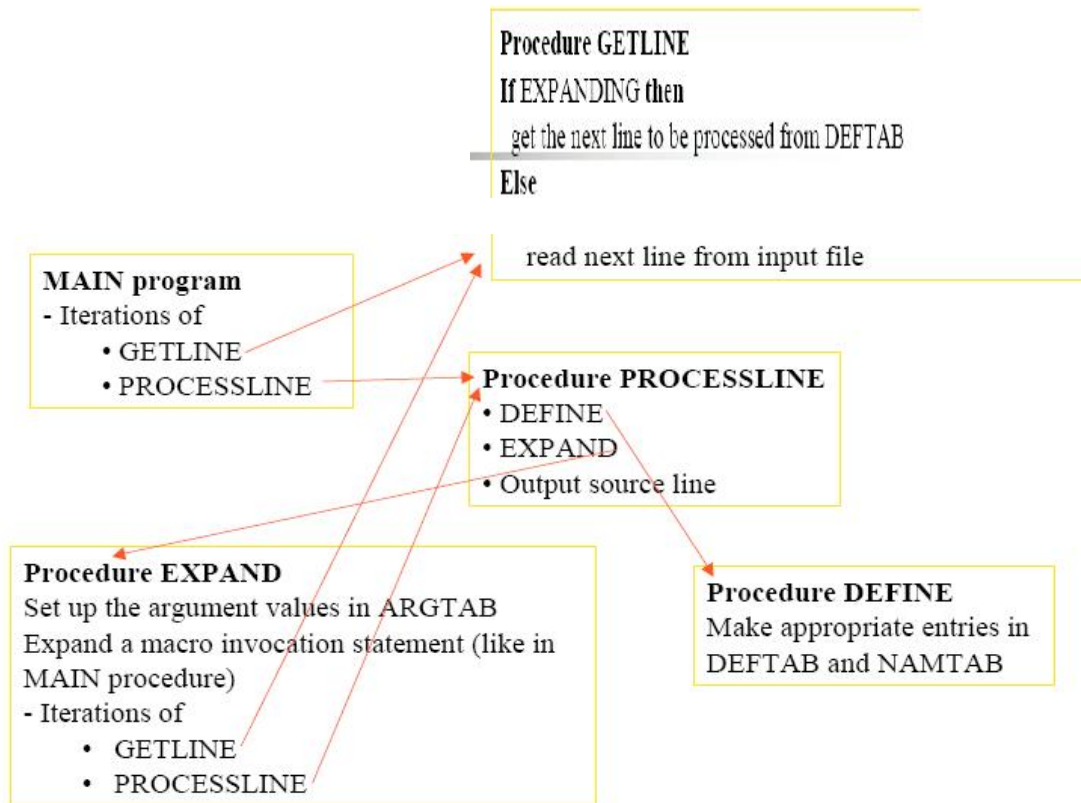 Procedure GETLINE
If EXPANDING then
get the next line to be processed from DEFTAB
Else
read next line from input file
MAIN program
- Iterations of
• GETLINE
• PROCESSLINE
Procedure PROCESSLINE
• DEFINE
• EXPAND
• Output source line
Procedure EXPAND
Set up the argument values in ARGTAB
Expand a macro invocation statement (like in
MAIN procedure)
- Iterations of
• GETLINE
• PROCESSLINE
Procedure DEFINE
Make appropriate entries in
DEFTAB and NAMTAB